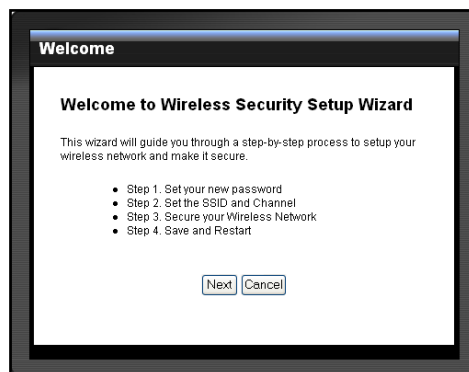 Welcome
Welcome to Wireless Security Setup Wizard
This wizard will guide you through a step-by-step process to setup your
wireless network and make it secure.
• Step 1. Set your new password
• Step 2. Set the SSID and Channel
• Step 3. Secure your Wireless Network
• Step 4. Save and Restart
Next Cancel